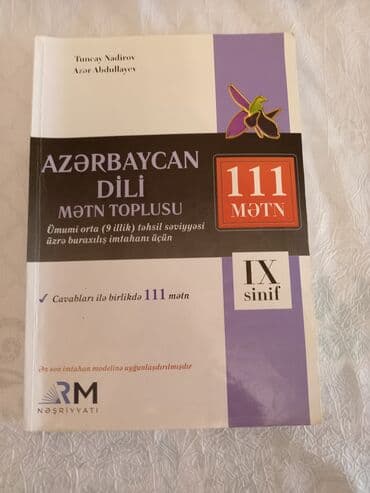 Tuncay Nadirov
Azər Abdullayev
AZƏRBAYCAN
DİLİ
MƏTN TOPLUSU
Ümumi orta (9 illik) təhsil səviyyəsi
üzrə buraxılış imtahanı üçün
111
MƏTN
IX
sinif
✓ Cavabları ilə birlikdə 111 mətn
Ən son imtahan modelinə uyğunlaşdırılmışdır
RM
NƏŞRİYYATI